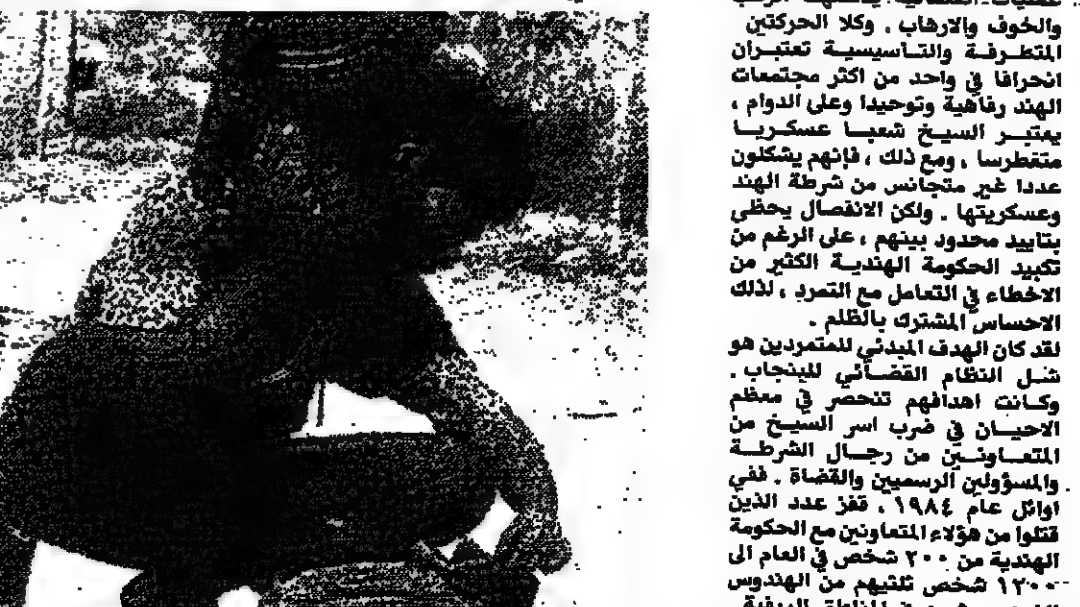 والخوف والارهاب . وكلا الحركتين
المتطرفة والتأسيسية تعتبران
انحرافا في واحد من اكثر مجتمعات
الهند رفاهية وتوحيدا وعلى الدوام ،
يعتبر السيخ شعبا عسكريا
متغطرسا . ومع ذلك ، فإنهم يشكلون
عددا غير متجانس من شرطة الهند
وعسكريتها . ولكن الانفصال يحظى
بتاييد محدود بينهم ، على الرغم من
تكبيد الحكومة الهندية الكثير من
الاخطاء في التعامل مع التمرد ، لذلك
الاحساس المشترك بالظلم .
لقد كان الهدف المبدئي للمتمردين هو
شل النظام القضائي للبنجاب .
وكانت اهدافهم تنحصر في معظم
الاحيان في ضرب اسر السيخ من
المتعاونين من رجال الشرطة
والمسؤولين الرسميين والقضاة . ففي
اوائل عام ١٩٨٤ ، قفز عدد الذين
قتلوا من هؤلاء المتعاونين مع الحكومة
الهندية من ٢٠٠ شخص في العام الى
١٢٠٠ شخص ثلثيهم من الهندوس